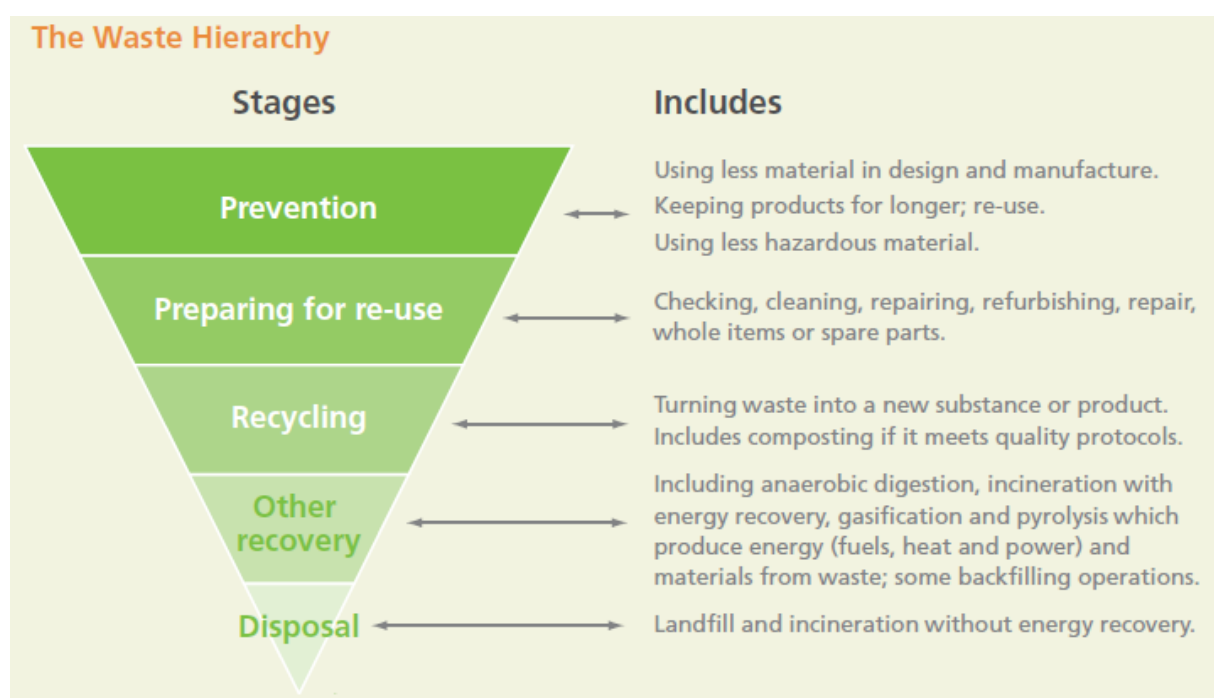 The Waste Hierarchy
Stages
Includes
Prevention
Using less material in design and manufacture.
Keeping products for longer; re-use.
Using less hazardous material.
Preparing for re-use
Checking, cleaning, repairing, refurbishing, repair,
whole items or spare parts.
Recycling
Turning waste into a new substance or product.
Includes composting if it meets quality protocols.
Other
recovery
Including anaerobic digestion, incineration with
energy recovery, gasification and pyrolysis which
produce energy (fuels, heat and power) and
materials from waste; some backfilling operations.
Disposal
Landfill and incineration without energy recovery.